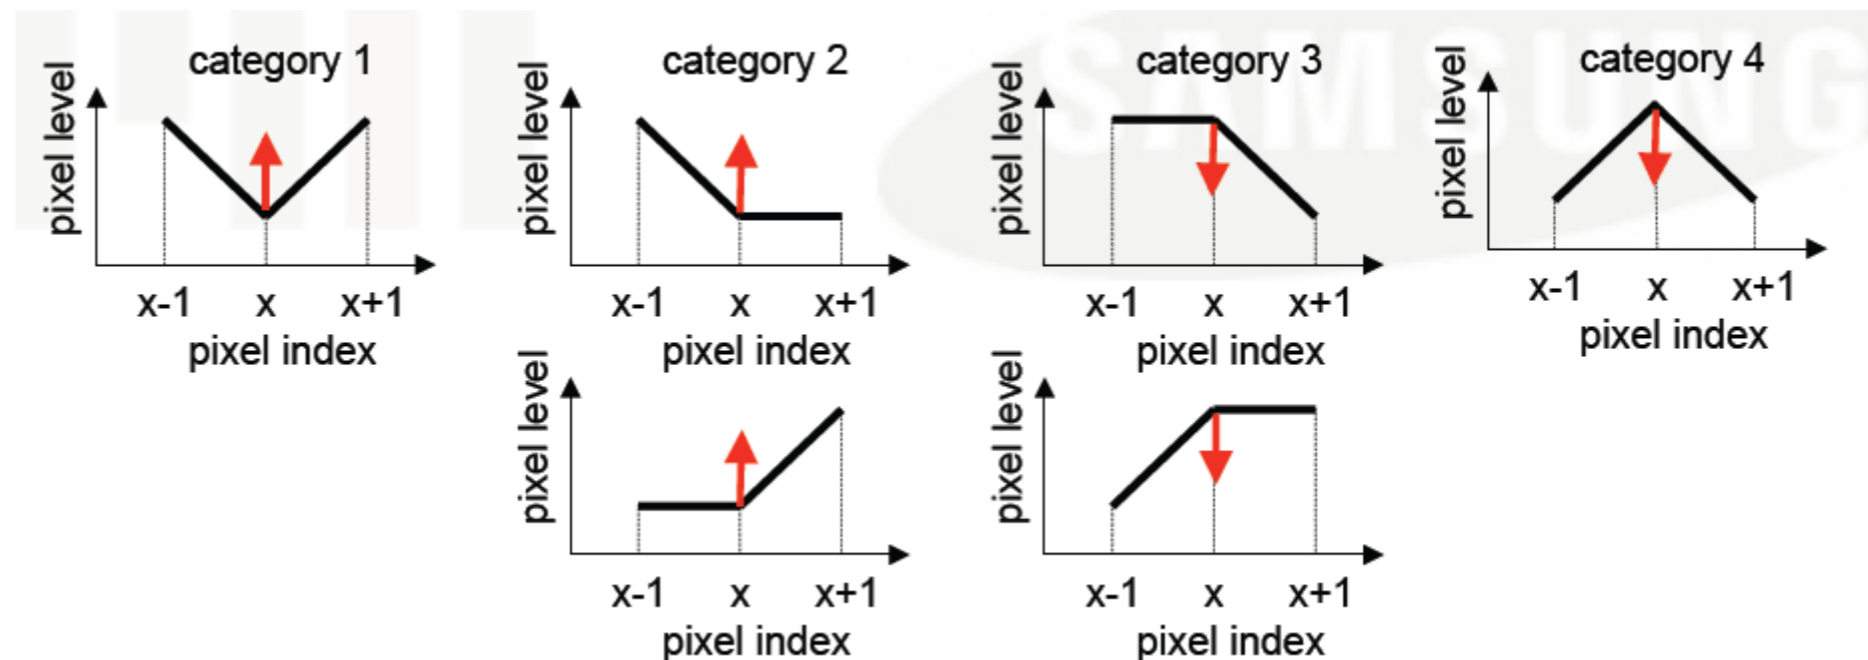 category 1
pixel level
x-1 x x+1
pixel index
category 2
pixel level
x-1 x x+1
pixel index
category 3
pixel level
x-1 x x+1
pixel index
category 4
pixel level
x-1 x x+1
pixel index
pixel level
x-1 x x+1
pixel index
pixel level
x-1 x x+1
pixel index
SAMSUNG